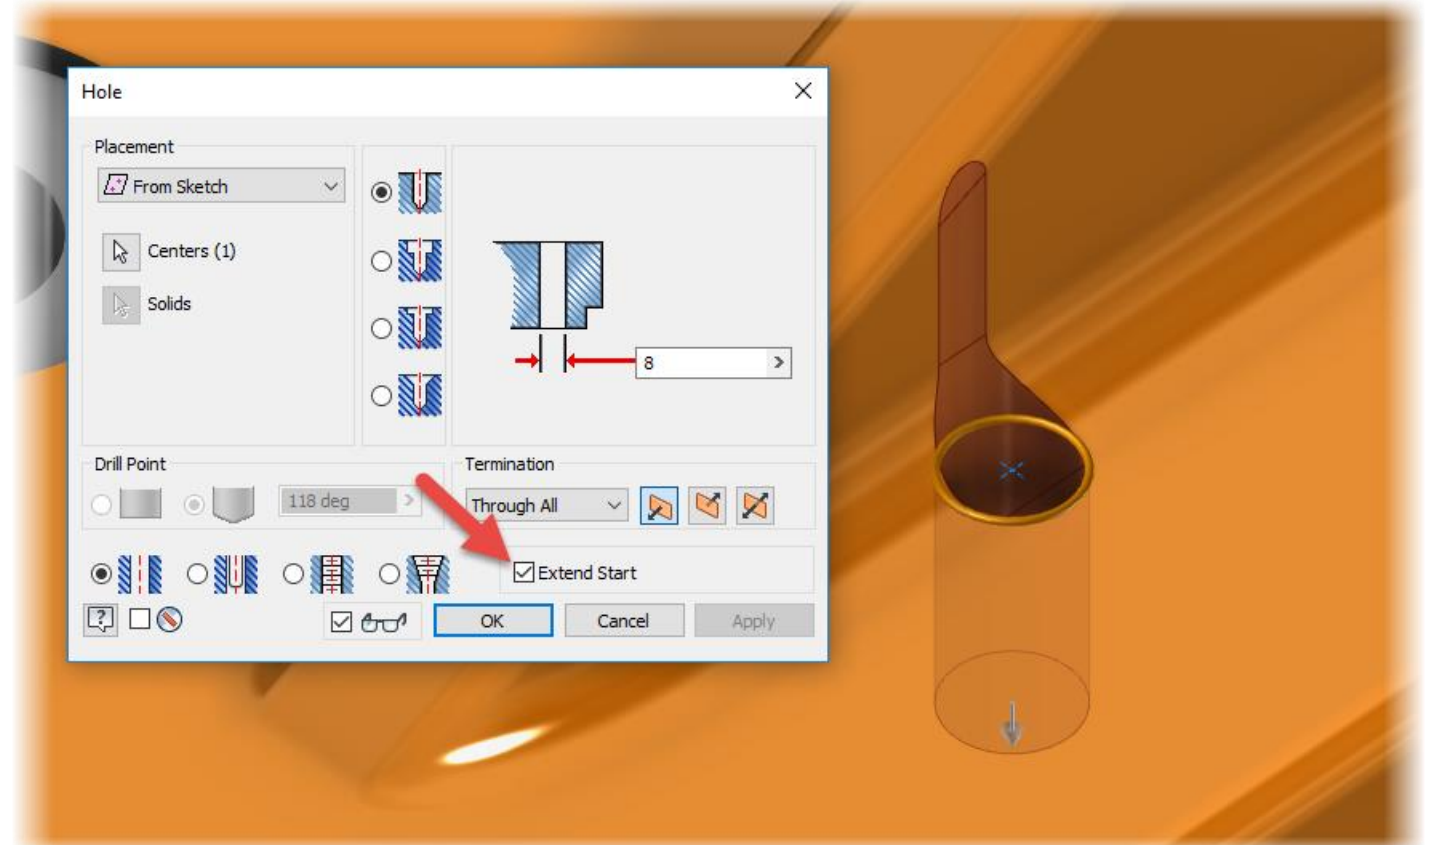 Hole
Placement
From Sketch
Centers (1)
Solids
8
Drill Point
118 deg
Termination
Through All
Extend Start
OK
Cancel
Apply